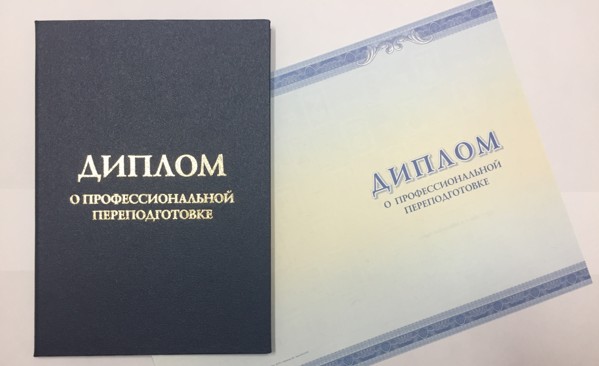 ДИПЛОМ
О ПРОФЕССИОНАЛЬНОЙ
ПЕРЕПОДГОТОВКЕ
ДИПЛОМ
О ПРОФЕССИОНАЛЬНОЙ
ПЕРЕПОДГОТОВКЕ